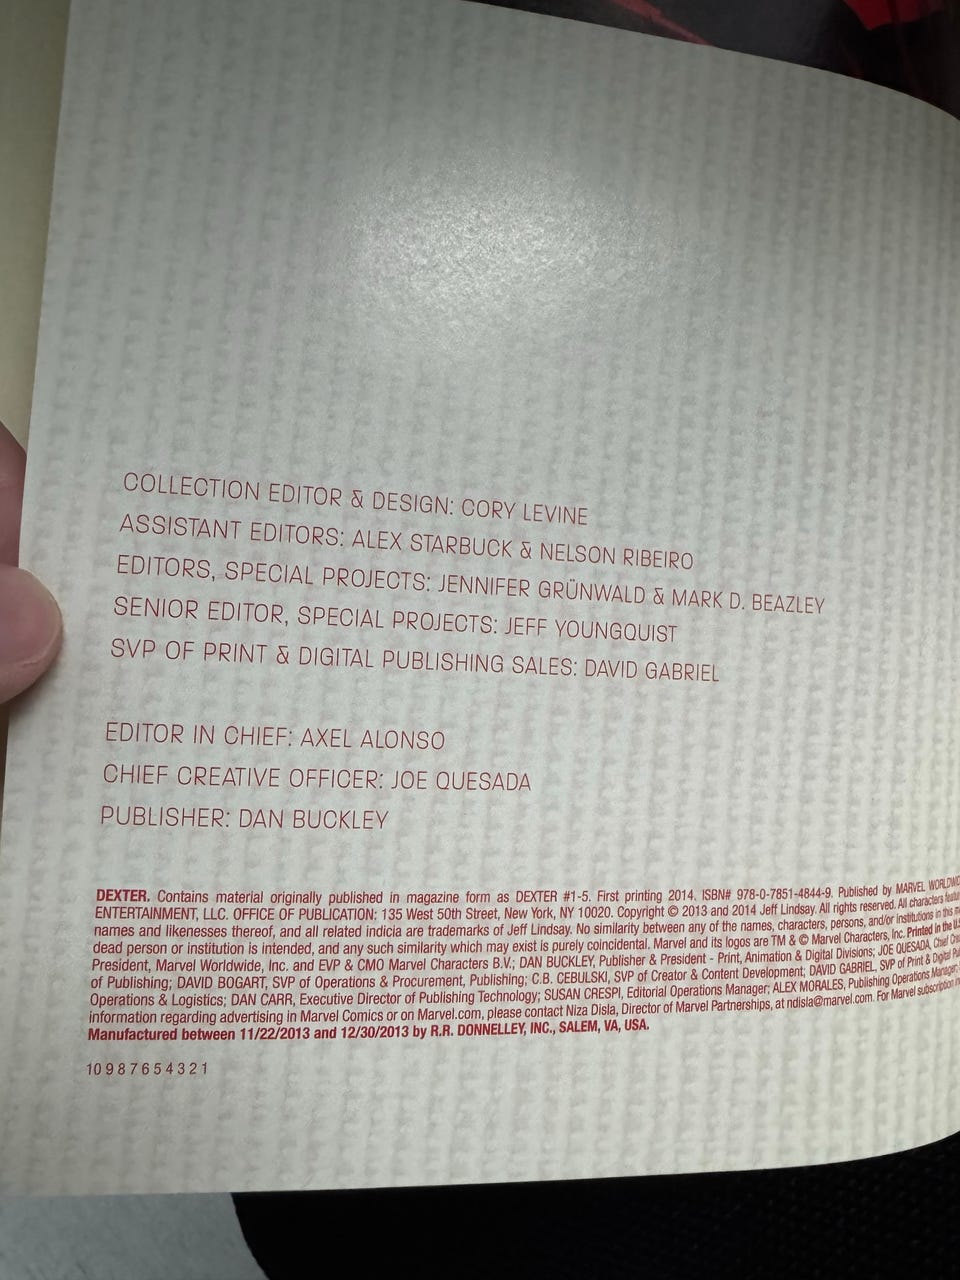 COLLECTION EDITOR & DESIGN: CORY LEVINE
ASSISTANT EDITORS: ALEX STARBUCK & NELSON RIBEIRO
EDITORS, SPECIAL PROJECTS: JENNIFER GRÜNWALD & MARK D. BEAZLEY
SENIOR EDITOR, SPECIAL PROJECTS: JEFF YOUNGQUIST
SVP OF PRINT & DIGITAL PUBLISHING SALES: DAVID GABRIEL
EDITOR IN CHIEF: AXEL ALONSO
CHIEF CREATIVE OFFICER: JOE QUESADA
PUBLISHER: DAN BUCKLEY
DEXTER. Contains material originally published in magazine form as DEXTER #1-5. First printing 2014. ISBN# 978-0-7851-4844-9. Published by MARVEL
ENTERTAINMENT, LLC. OFFICE OF PUBLICATION: 135 West 50th Street, New York, NY 10020. Copyright © 2013 and 2014 Jeff Lindsay. All rights reserved. All characters
names and likenesses thereof, and all related indicia are trademarks of Jeff Lindsay. No similarity between any of the names, characters, persons, and/or institutions in this
dead person or institution is intended, and any such similarity which may exist is purely coincidental. Marvel and its logos are TM & © Marvel Characters, Inc. Printed in the
President, Marvel Worldwide, Inc. and EVP & CMO Marvel Characters B.V.; DAN BUCKLEY, Publisher & President - Print, Animation & Digital Divisions; JOE QUESADA, Chief
of Publishing; DAVID BOGART, SVP of Operations & Procurement, Publishing; C.B. CEBULSKI, SVP of Creator & Content Development; DAVID GABRIEL, SVP of Print & Digital
Operations & Logistics; DAN CARR, Executive Director of Publishing Technology; SUSAN CRESPI, Editorial Operations Manager; ALEX MORALES, Publishing Operations Manager;
information regarding advertising in Marvel Comics or on Marvel.com, please contact Niza Disla, Director of Marvel Partnerships, at ndisla@marvel.com. For Marvel subscription
Manufactured between 11/22/2013 and 12/30/2013 by R.R. DONNELLEY, INC., SALEM, VA, USA.
10 9 8 7 6 5 4 3 2 1